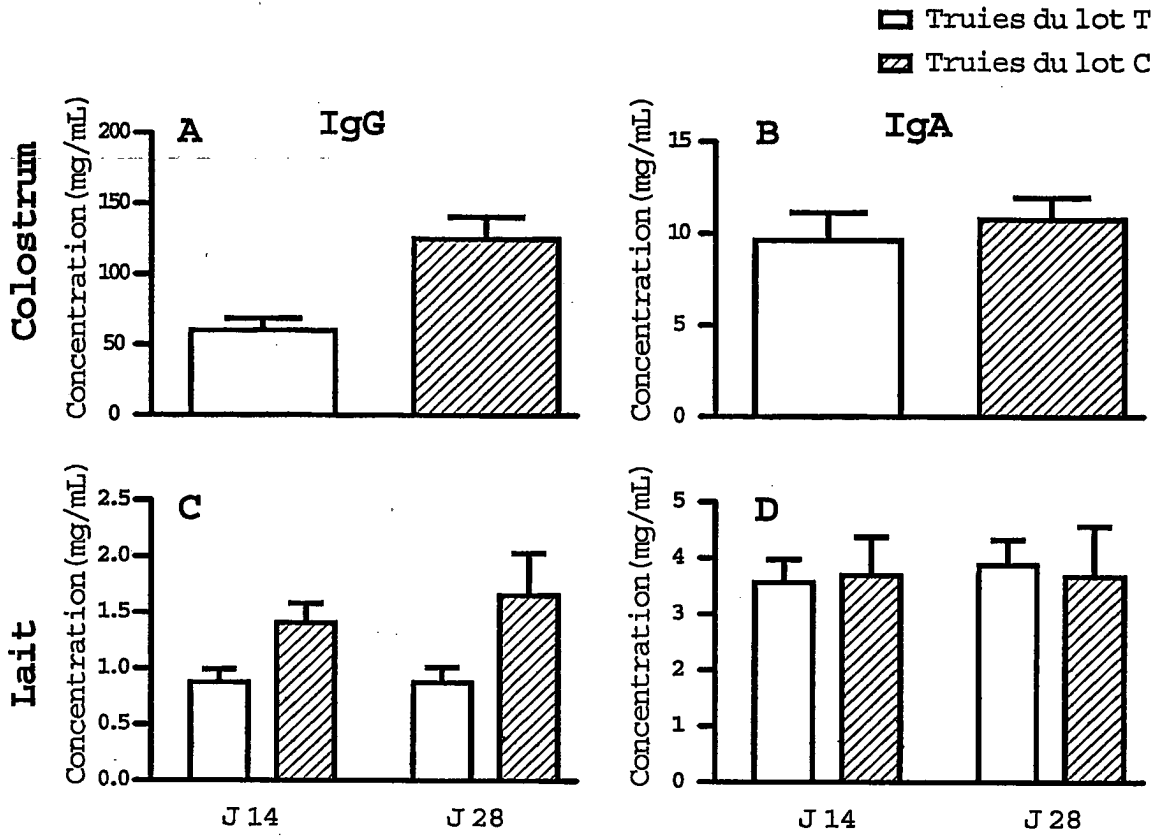 Truies du lot T
Truies du lot C
Colostrum
A IgG
Concentration (mg/mL)
200
150
100
50
0
B IgA
Concentration (mg/mL)
15
10
5
0
Lait
C
Concentration (mg/mL)
2.5
2.0
1.5
1.0
0.5
0.0
J 14 J 28
D
Concentration (mg/mL)
5
4
3
2
1
0
J 14 J 28